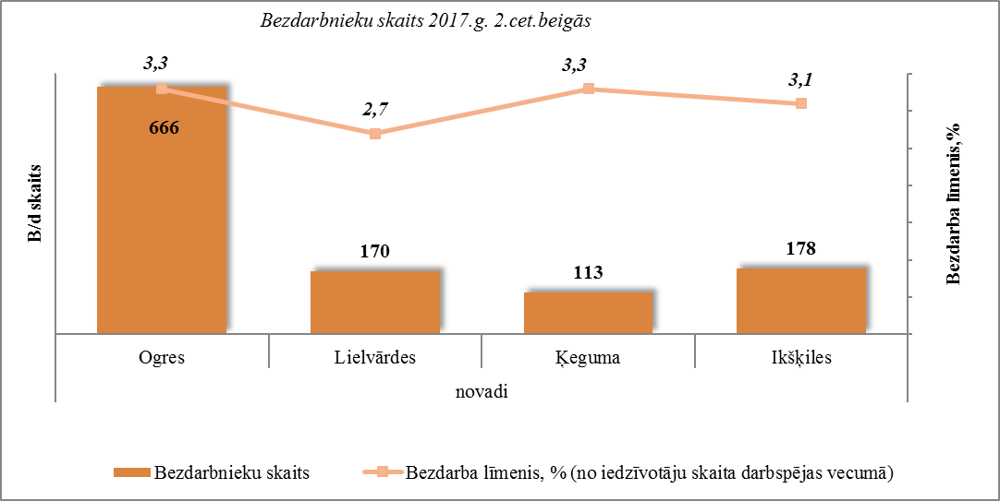 Bezdarbnieku skaits 2017.g. 2.cet.beigās
3,3
2,7
3,3
3,1
666
170
113
178
B/d skaits
Bezdarba līmenis,%
Ogres
Lielvārdes
Ķeguma
Ikšķiles
novadi
Bezdarbnieku skaits
Bezdarba līmenis, % (no iedzīvotāju skaita darbspējas vecumā)